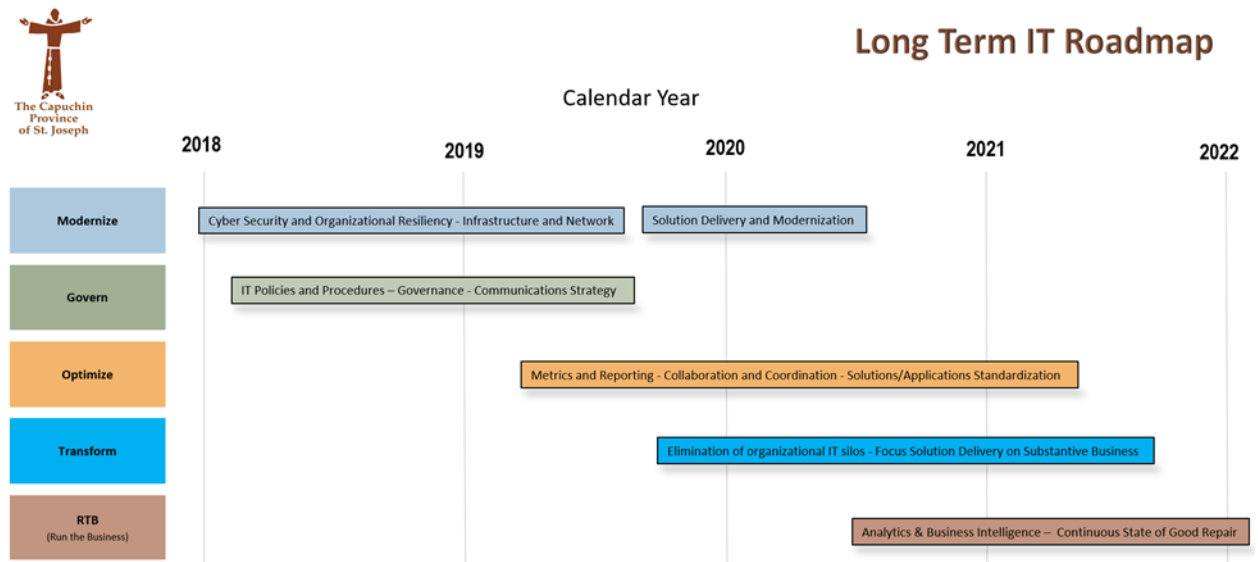 The Capuchin
Province
of St. Joseph
Long Term IT Roadmap
Calendar Year
2018
2019
2020
2021
2022
Modernize
Cyber Security and Organizational Resiliency - Infrastructure and Network
Solution Delivery and Modernization
Govern
IT Policies and Procedures – Governance - Communications Strategy
Optimize
Metrics and Reporting - Collaboration and Coordination - Solutions/Applications Standardization
Transform
Elimination of organizational IT silos - Focus Solution Delivery on Substantive Business
RTB
(Run the Business)
Analytics & Business Intelligence – Continuous State of Good Repair